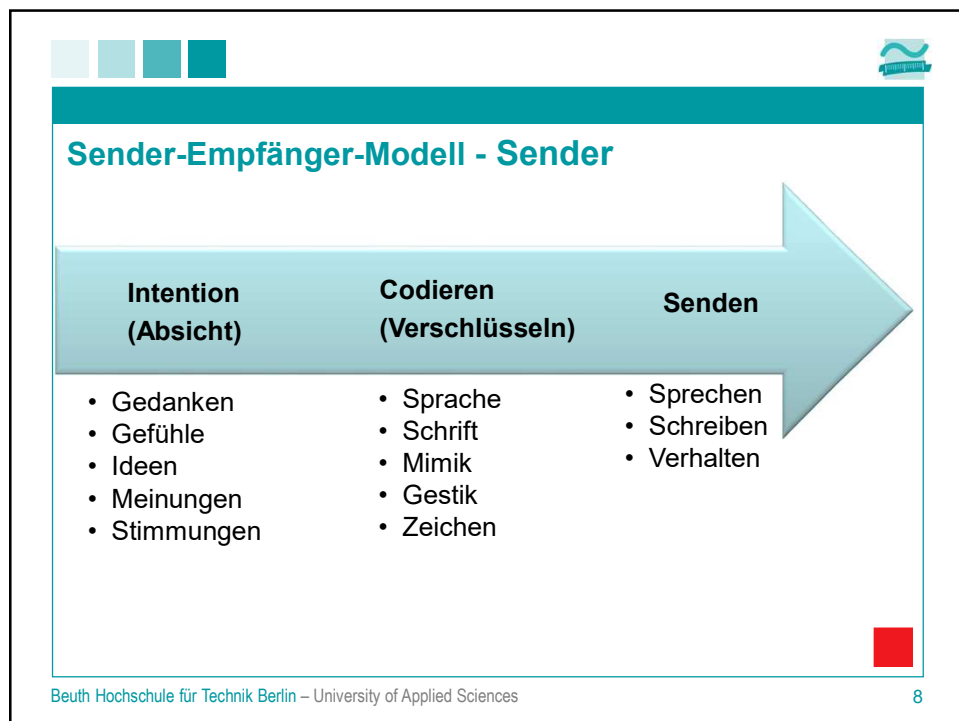 Sender-Empfänger-Modell - Sender
Intention
(Absicht)
Codieren
(Verschlüsseln)
Senden
• Gedanken
• Gefühle
• Ideen
• Meinungen
• Stimmungen
• Sprache
• Schrift
• Mimik
• Gestik
• Zeichen
• Sprechen
• Schreiben
• Verhalten
Beuth Hochschule für Technik Berlin – University of Applied Sciences
8